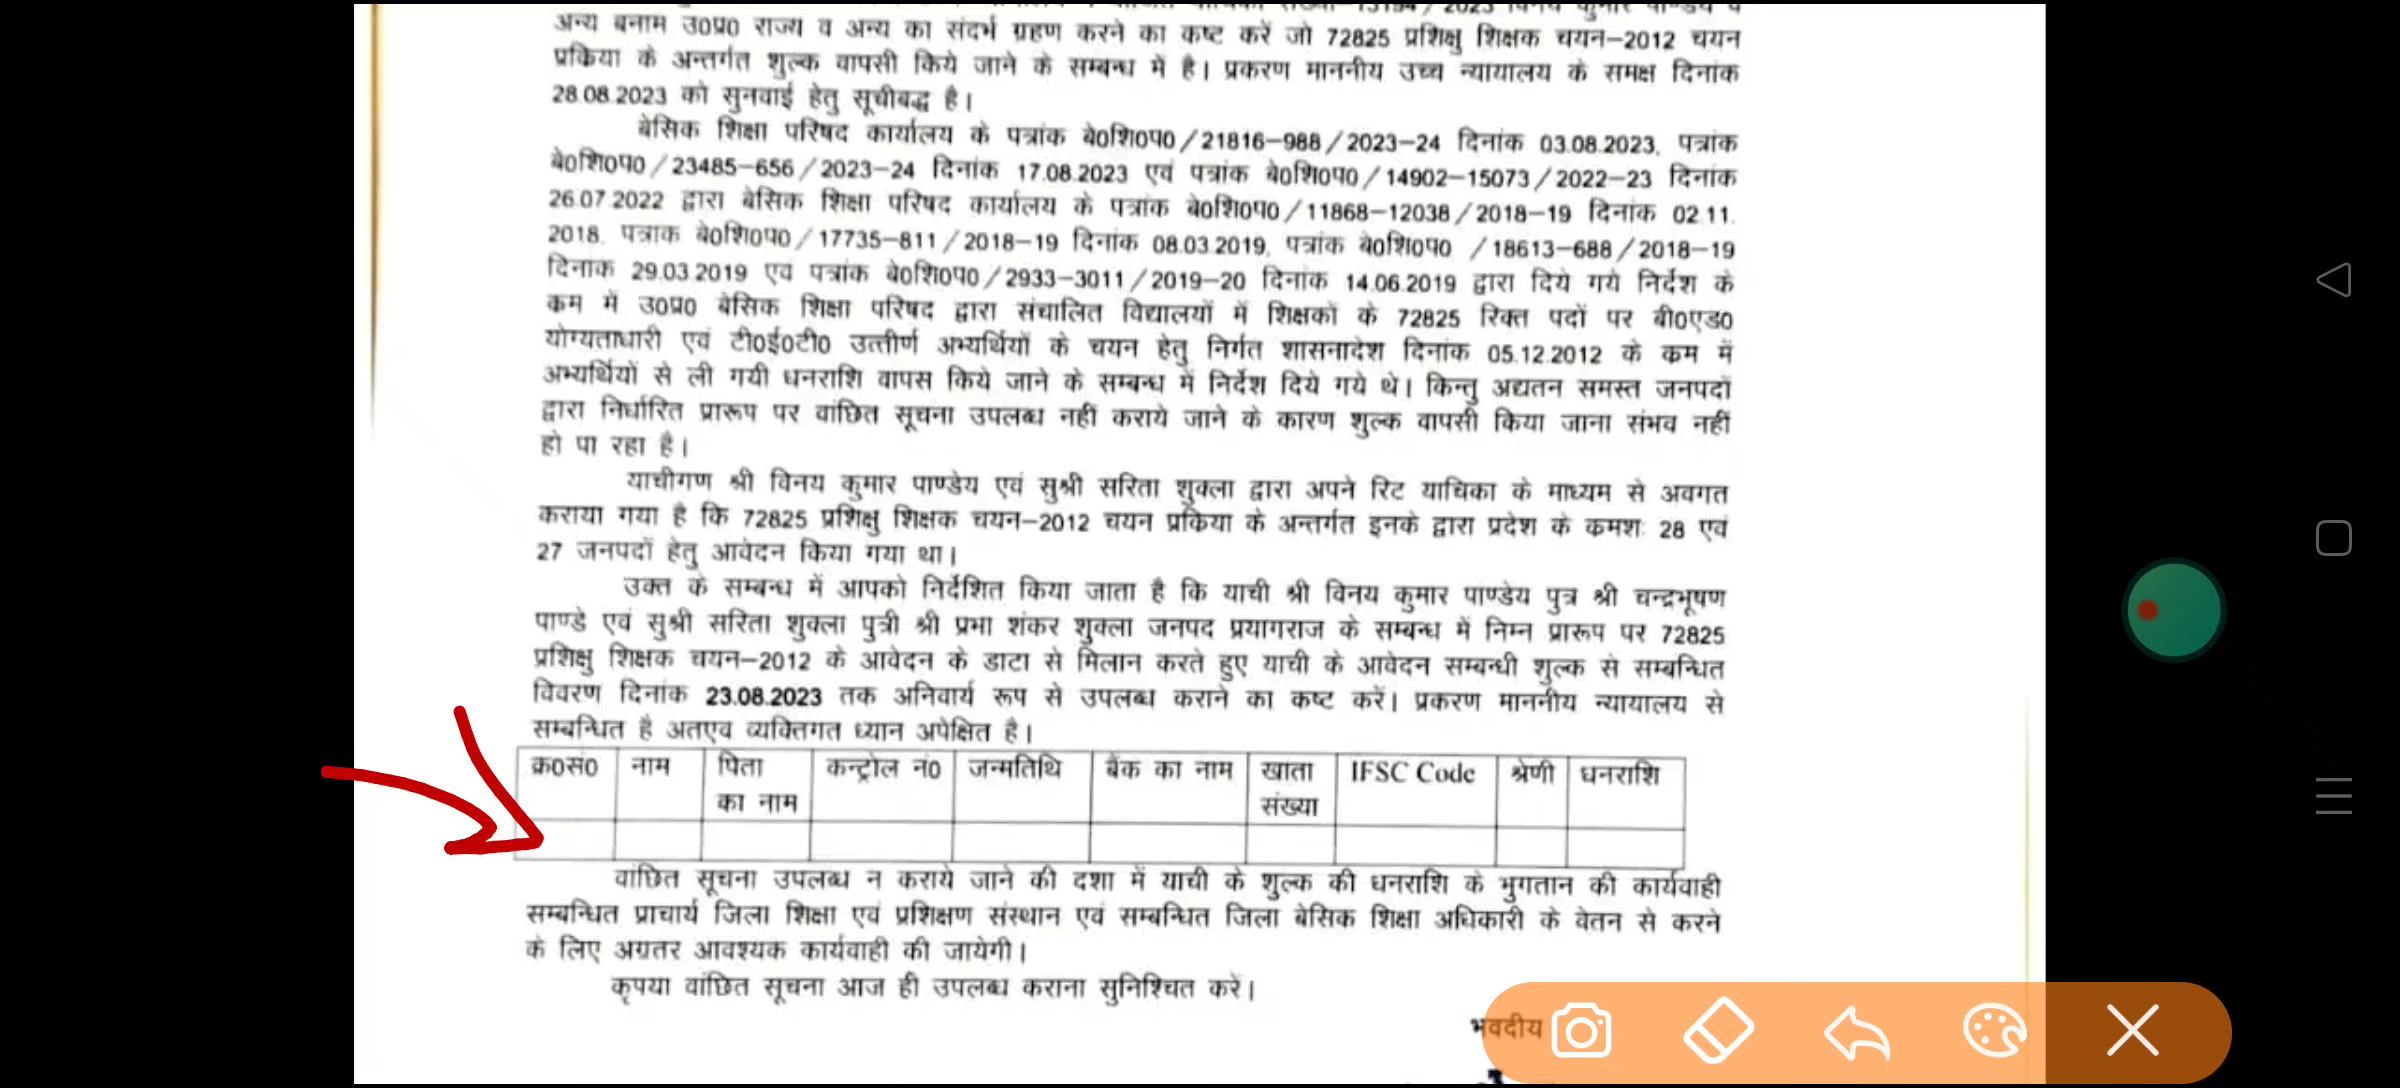 13194/2023 विनय कुमार पाण्डेय व
अन्य बनाम उ0प्र0 राज्य व अन्य का संदर्भ ग्रहण करने का कष्ट करें जो 72825 प्रशिक्षु शिक्षक चयन–2012 चयन
प्रकिया के अन्तर्गत शुल्क वापसी किये जाने के सम्बन्ध में है। प्रकरण माननीय उच्च न्यायालय के समक्ष दिनांक
28.08.2023 को सुनवाई हेतु सूचीबद्ध है।
बेसिक शिक्षा परिषद कार्यालय के पत्रांक बे0शि0प0/21816–988/2023–24 दिनांक 03.08.2023, पत्रांक
बे0शि0प0/23485–656/2023–24 दिनांक 17.08.2023 एवं पत्रांक बे0शि0प0/14902–15073/2022–23 दिनांक
26.07.2022 द्वारा बेसिक शिक्षा परिषद कार्यालय के पत्रांक बे0शि0प0/11868–12038/2018–19 दिनांक 02.11.
2018, पत्रांक बे0शि0प0/17735–811/2018–19 दिनांक 08.03.2019, पत्रांक बे0शि0प0 /18613–688/2018–19
दिनांक 29.03.2019 एवं पत्रांक बे0शि0प0/2933–3011/2019–20 दिनांक 14.06.2019 द्वारा दिये गये निर्देश के
कम में उ0प्र0 बेसिक शिक्षा परिषद द्वारा संचालित विद्यालयों में शिक्षकों के 72825 रिक्त पदों पर बी0एड0
योग्यताधारी एवं टी0ई0टी0 उत्तीर्ण अभ्यर्थियों के चयन हेतु निर्गत शासनादेश दिनांक 05.12.2012 के कम में
अभ्यर्थियों से ली गयी धनराशि वापस किये जाने के सम्बन्ध में निर्देश दिये गये थे। किन्तु अद्यतन समस्त जनपदों
द्वारा निर्धारित प्रारूप पर वांछित सूचना उपलब्ध नहीं कराये जाने के कारण शुल्क वापसी किया जाना संभव नहीं
हो पा रहा है।
याचीगण श्री विनय कुमार पाण्डेय एवं सुश्री सरिता शुक्ला द्वारा अपने रिट याचिका के माध्यम से अवगत
कराया गया है कि 72825 प्रशिक्षु शिक्षक चयन–2012 चयन प्रकिया के अन्तर्गत इनके द्वारा प्रदेश के कमशः 28 एवं
27 जनपदों हेतु आवेदन किया गया था।
उक्त के सम्बन्ध में आपको निर्देशित किया जाता है कि याची श्री विनय कुमार पाण्डेय पुत्र श्री चन्द्रभूषण
पाण्डे एवं सुश्री सरिता शुक्ला पुत्री श्री प्रभा शंकर शुक्ला जनपद प्रयागराज के सम्बन्ध में निम्न प्रारूप पर 72825
प्रशिक्षु शिक्षक चयन–2012 के आवेदन के डाटा से मिलान करते हुए याची के आवेदन सम्बन्धी शुल्क से सम्बन्धित
विवरण दिनांक 23.08.2023 तक अनिवार्य रूप से उपलब्ध कराने का कष्ट करें। प्रकरण माननीय न्यायालय से
सम्बन्धित है अतएव व्यक्तिगत ध्यान अपेक्षित है।
क्र0सं0 नाम पिता का नाम कन्ट्रोल नं0 जन्मतिथि बैंक का नाम खाता संख्या IFSC Code श्रेणी धनराशि
वांछित सूचना उपलब्ध न कराये जाने की दशा में याची के शुल्क की धनराशि के भुगतान की कार्यवाही
सम्बन्धित प्राचार्य जिला शिक्षा एवं प्रशिक्षण संस्थान एवं सम्बन्धित जिला बेसिक शिक्षा अधिकारी के वेतन से करने
के लिए अग्रतर आवश्यक कार्यवाही की जायेगी।
कृपया वांछित सूचना आज ही उपलब्ध कराना सुनिश्चित करें।
भवदीय